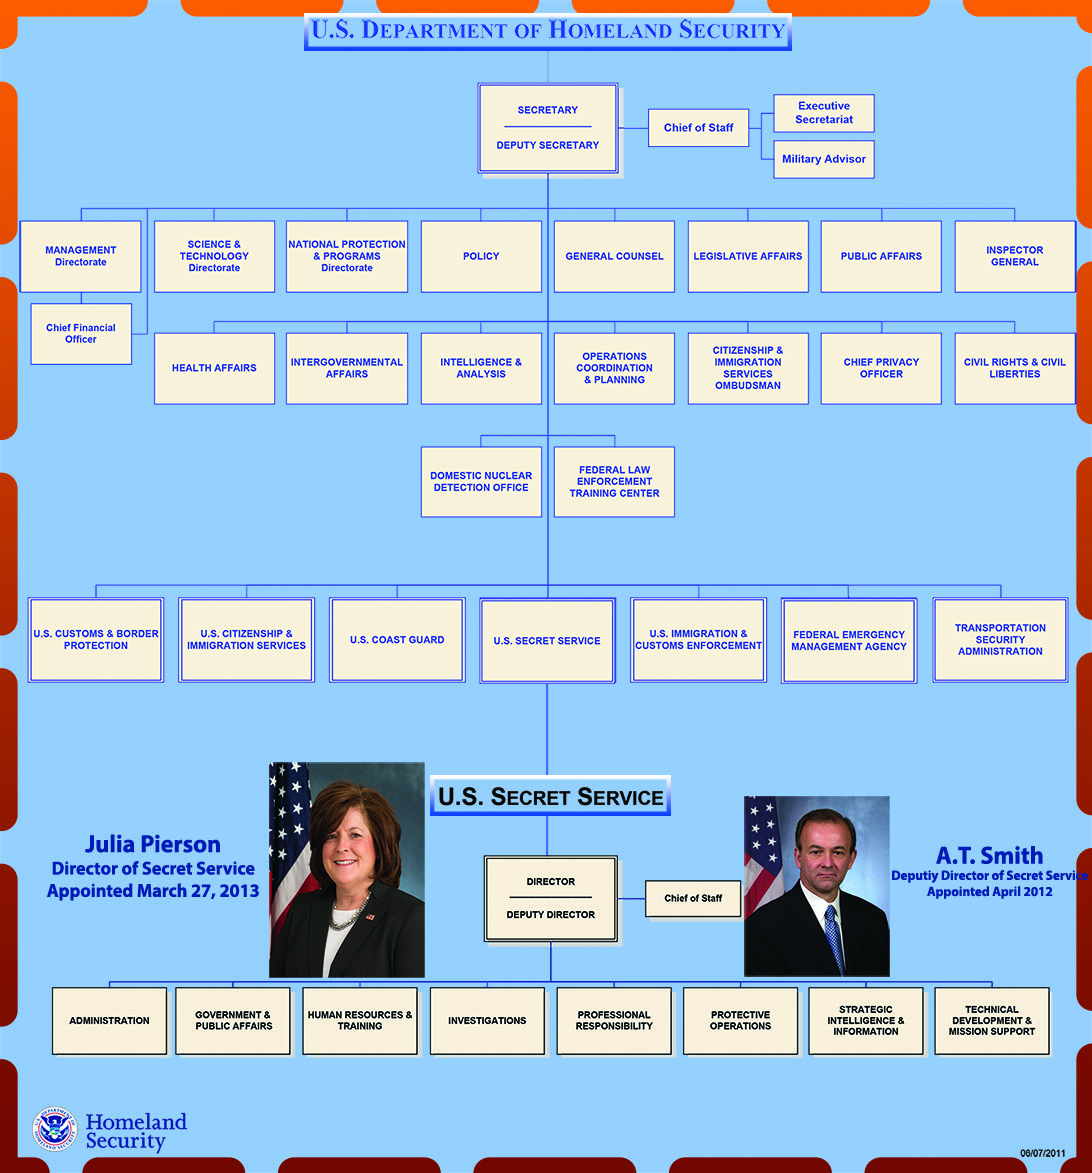 U.S. DEPARTMENT OF HOMELAND SECURITY
SECRETARY
DEPUTY SECRETARY
Chief of Staff
Executive
Secretariat
Military Advisor
MANAGEMENT
Directorate
SCIENCE &
TECHNOLOGY
Directorate
NATIONAL PROTECTION
& PROGRAMS
Directorate
POLICY
GENERAL COUNSEL
LEGISLATIVE AFFAIRS
PUBLIC AFFAIRS
INSPECTOR
GENERAL
Chief Financial
Officer
HEALTH AFFAIRS
INTERGOVERNMENTAL
AFFAIRS
INTELLIGENCE &
ANALYSIS
OPERATIONS
COORDINATION
& PLANNING
CITIZENSHIP &
IMMIGRATION
SERVICES
OMBUDSMAN
CHIEF PRIVACY
OFFICER
CIVIL RIGHTS & CIVIL
LIBERTIES
DOMESTIC NUCLEAR
DETECTION OFFICE
FEDERAL LAW
ENFORCEMENT
TRAINING CENTER
U.S. CUSTOMS & BORDER
PROTECTION
U.S. CITIZENSHIP &
IMMIGRATION SERVICES
U.S. COAST GUARD
U.S. SECRET SERVICE
U.S. IMMIGRATION &
CUSTOMS ENFORCEMENT
FEDERAL EMERGENCY
MANAGEMENT AGENCY
TRANSPORTATION
SECURITY
ADMINISTRATION
U.S. SECRET SERVICE
Julia Pierson
Director of Secret Service
Appointed March 27, 2013
DIRECTOR
DEPUTY DIRECTOR
Chief of Staff
A.T. Smith
Deputiy Director of Secret Service
Appointed April 2012
ADMINISTRATION
GOVERNMENT &
PUBLIC AFFAIRS
HUMAN RESOURCES &
TRAINING
INVESTIGATIONS
PROFESSIONAL
RESPONSIBILITY
PROTECTIVE
OPERATIONS
STRATEGIC
INTELLIGENCE &
INFORMATION
TECHNICAL
DEVELOPMENT &
MISSION SUPPORT
U.S. DEPARTMENT OF
HOMELAND SECURITY
Homeland
Security
06/07/2011